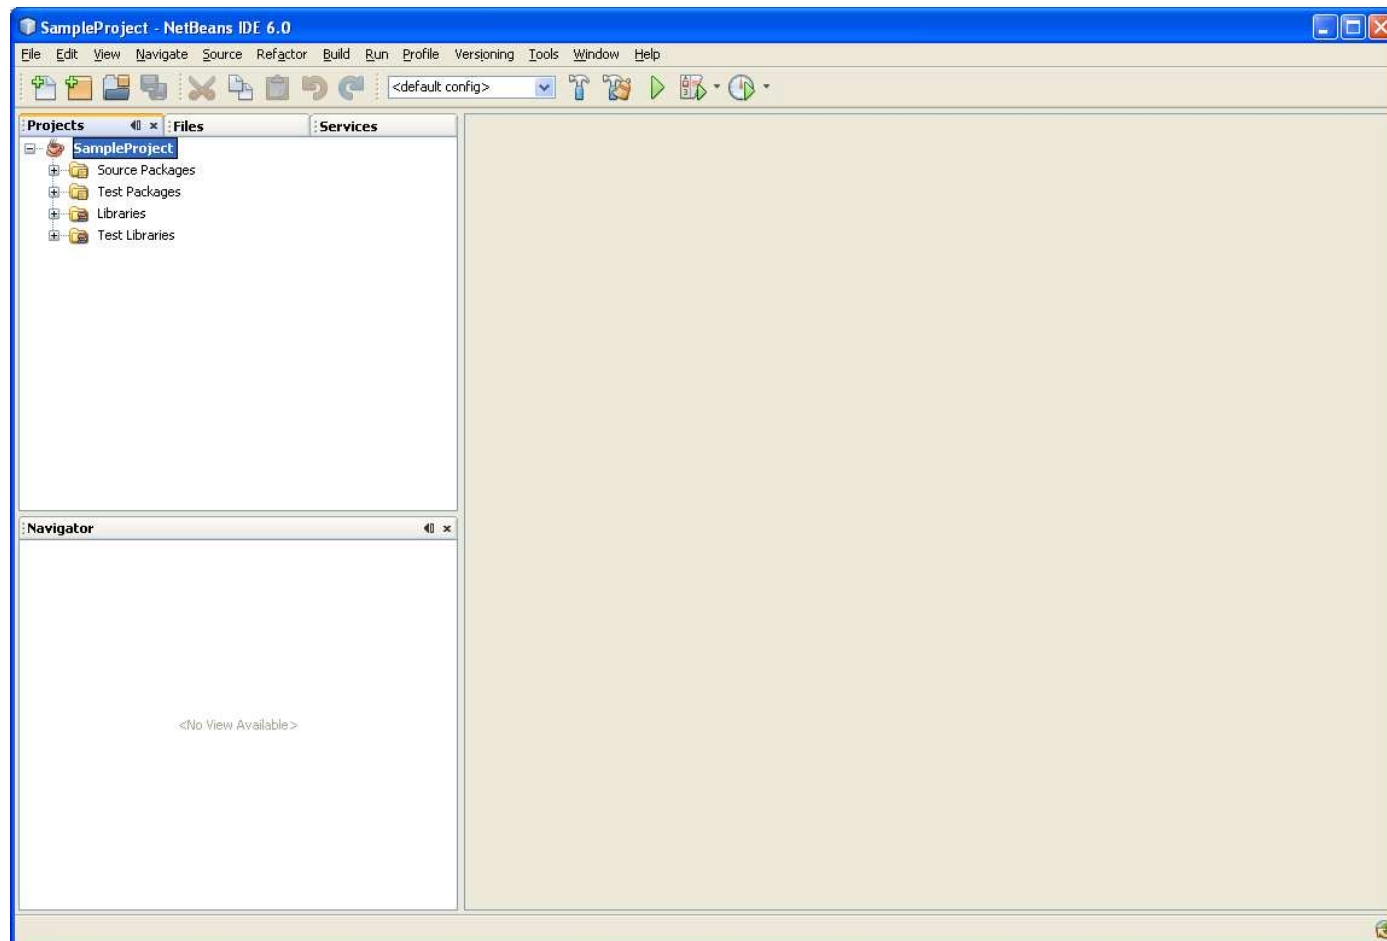 SampleProject - NetBeans IDE 6.0
File Edit View Navigate Source Refactor Build Run Profile Versioning Tools Window Help
<default config>
Projects Files Services
SampleProject
Source Packages
Test Packages
Libraries
Test Libraries
Navigator
<No View Available>